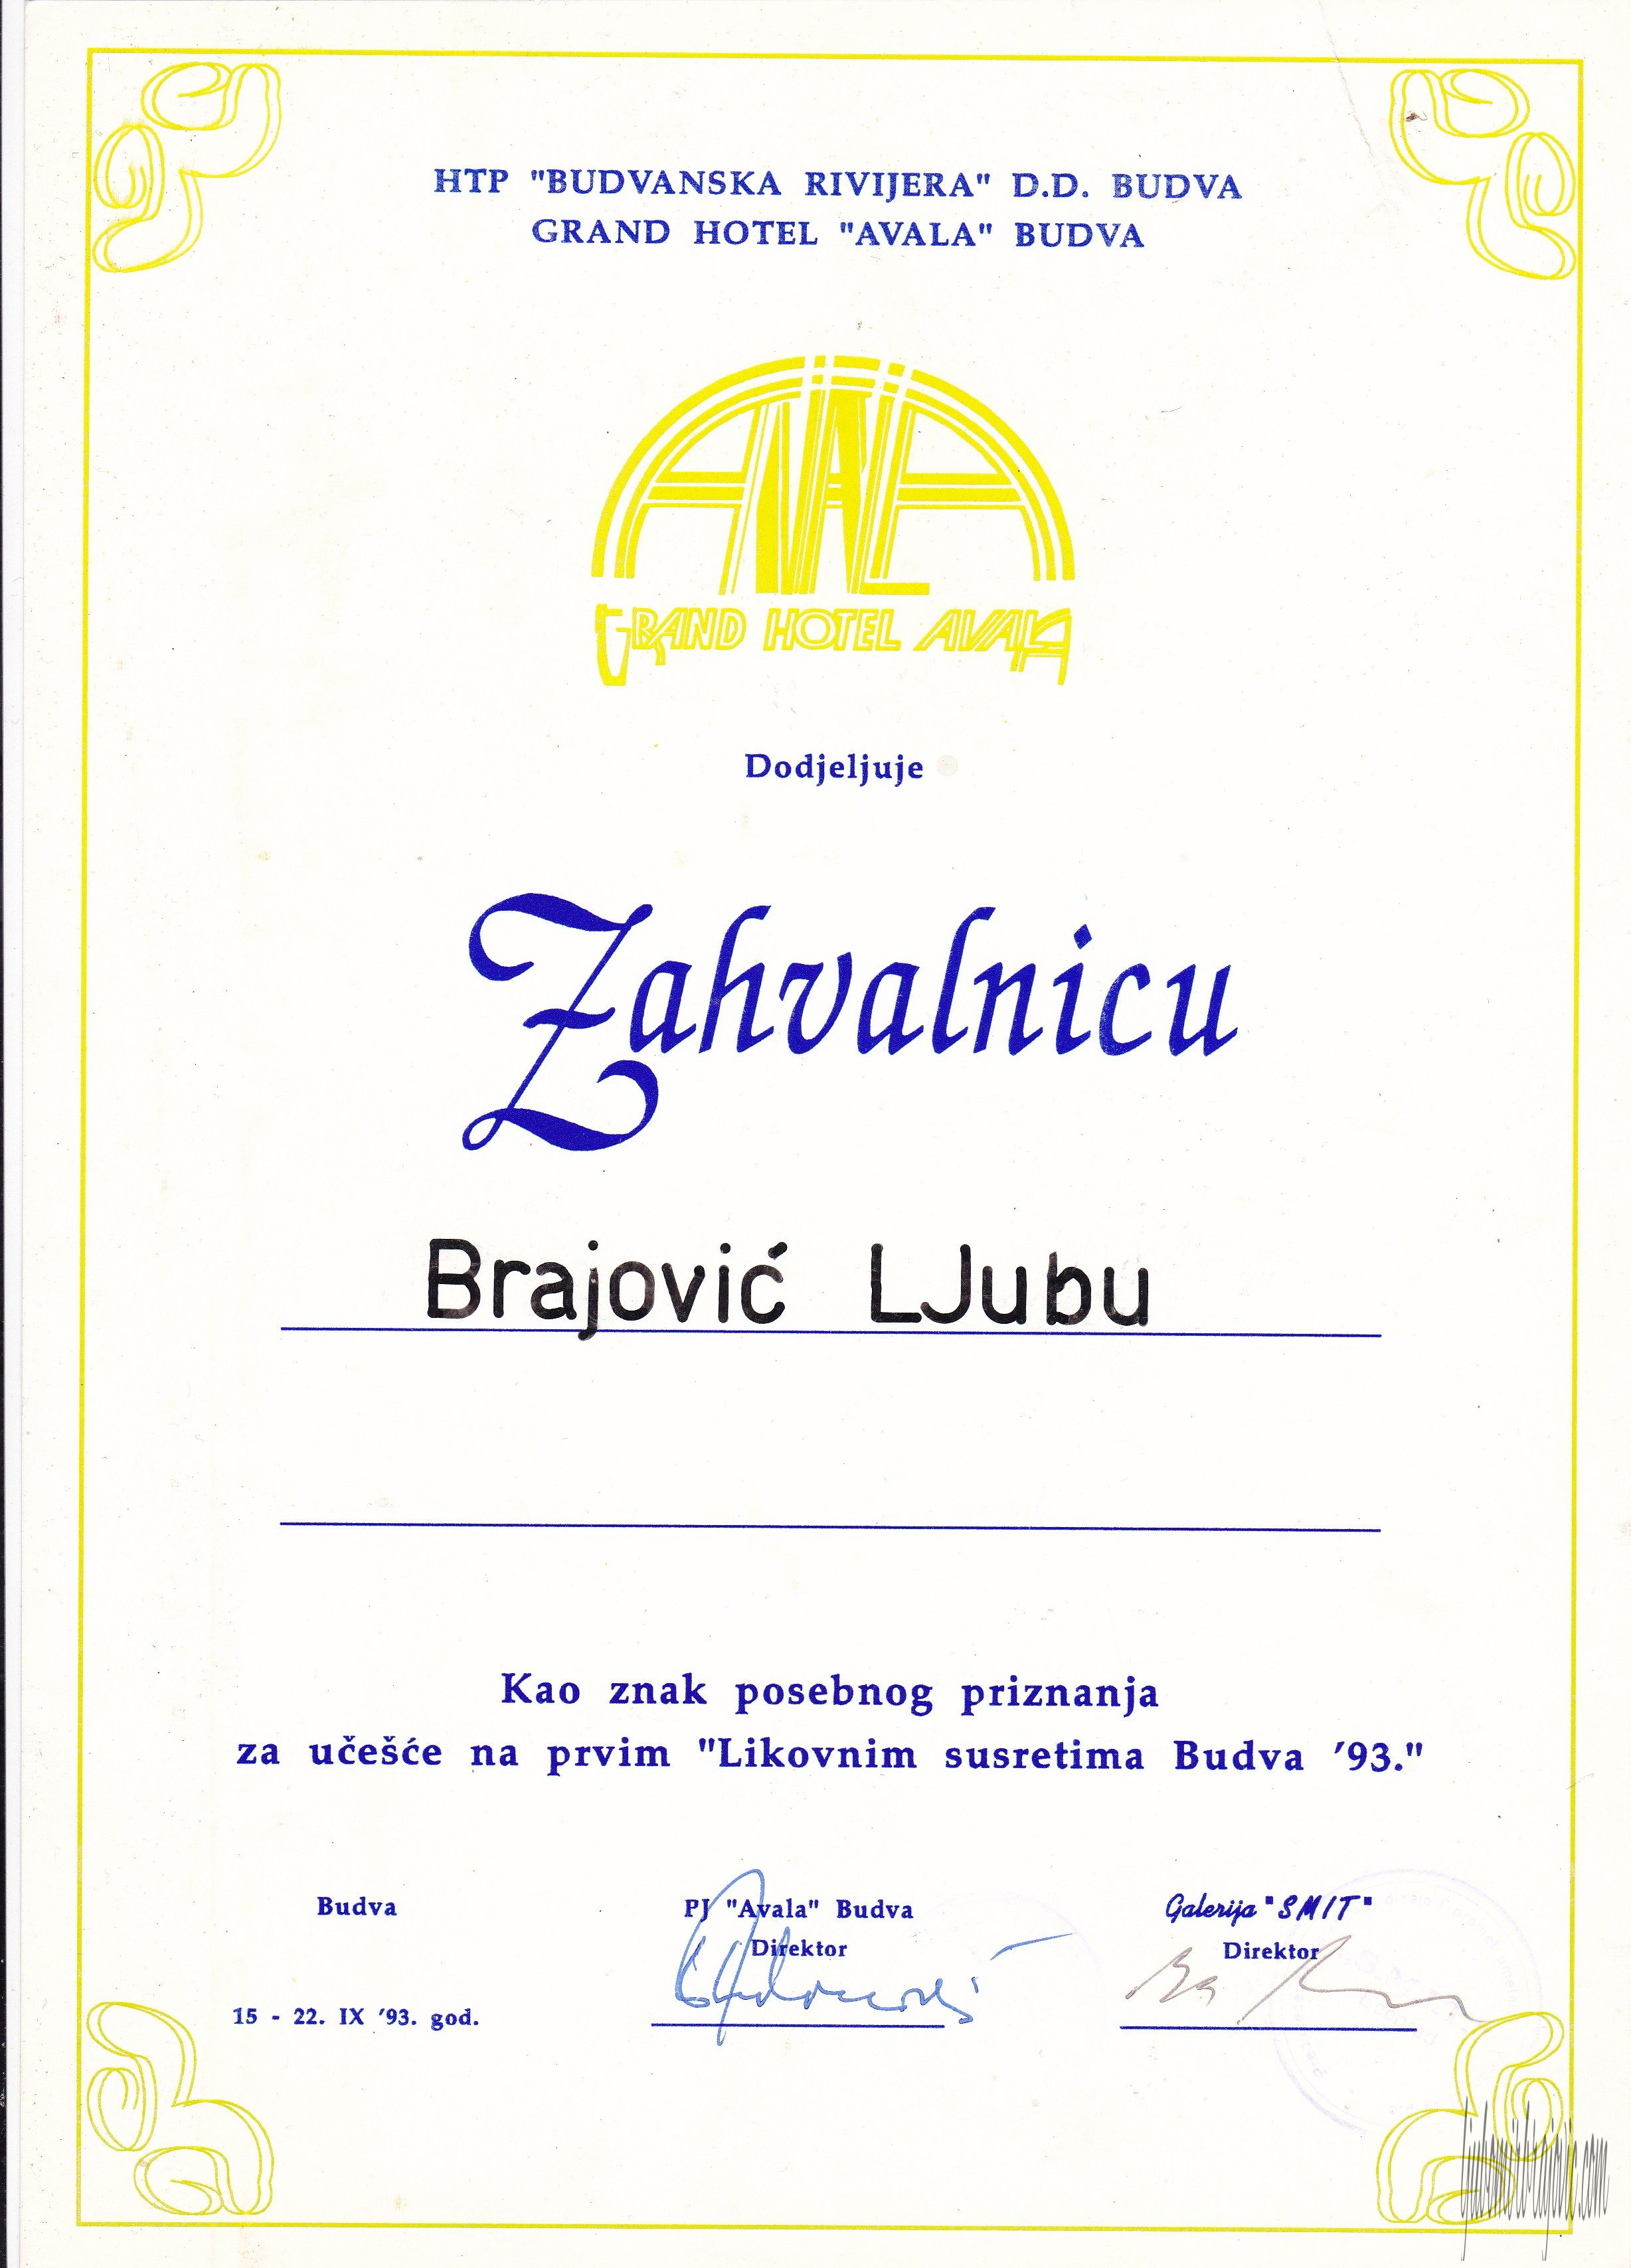 HTP "BUDVANSKA RIVIJERA" D.D. BUDVA
GRAND HOTEL "AVALA" BUDVA
AVALA
GRAND HOTEL AVALA
Dodjeljuje
Zahvalnicu
Brajović LJubu
Kao znak posebnog priznanja
za učešće na prvim "Likovnim susretima Budva '93."
Budva
PJ "Avala" Budva
Galerija "SMIT"
Direktor
Direktor
15 - 22. IX '93. god.
ljubomirbrajovic.com